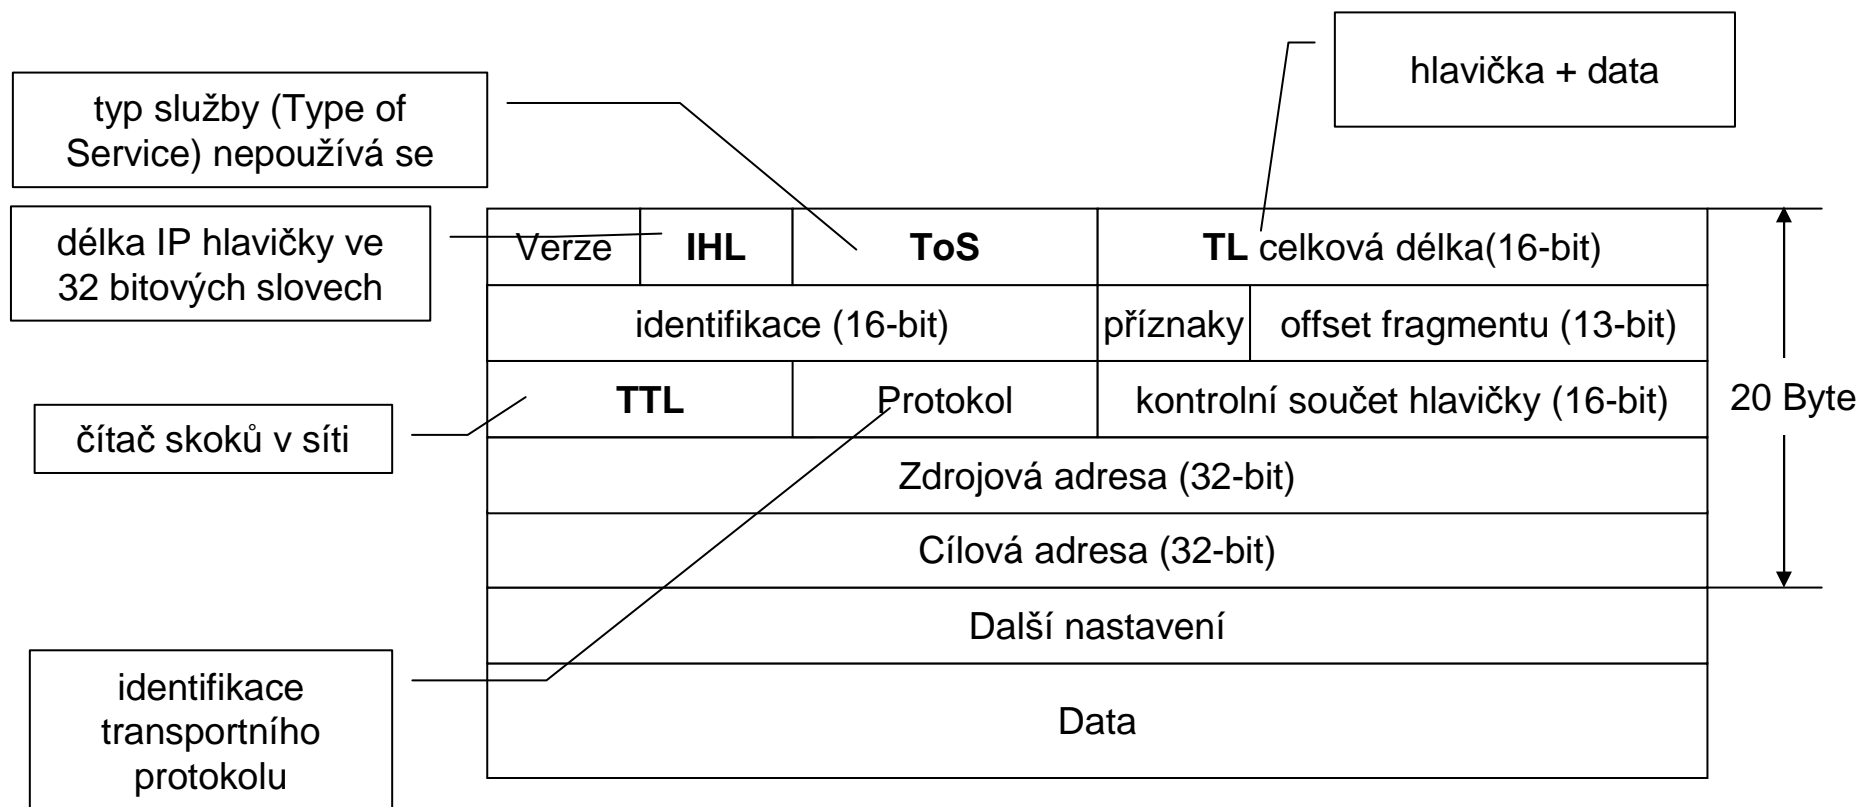 hlavička + data
typ služby (Type of
Service) nepoužívá se
délka IP hlavičky ve
32 bitových slovech
Verze IHL ToS TL celková délka(16-bit)
identifikace (16-bit) příznaky offset fragmentu (13-bit)
TTL Protokol kontrolní součet hlavičky (16-bit)
20 Byte
čítač skoků v síti
Zdrojová adresa (32-bit)
Cílová adresa (32-bit)
Další nastavení
identifikace
transportního
protokolu
Data